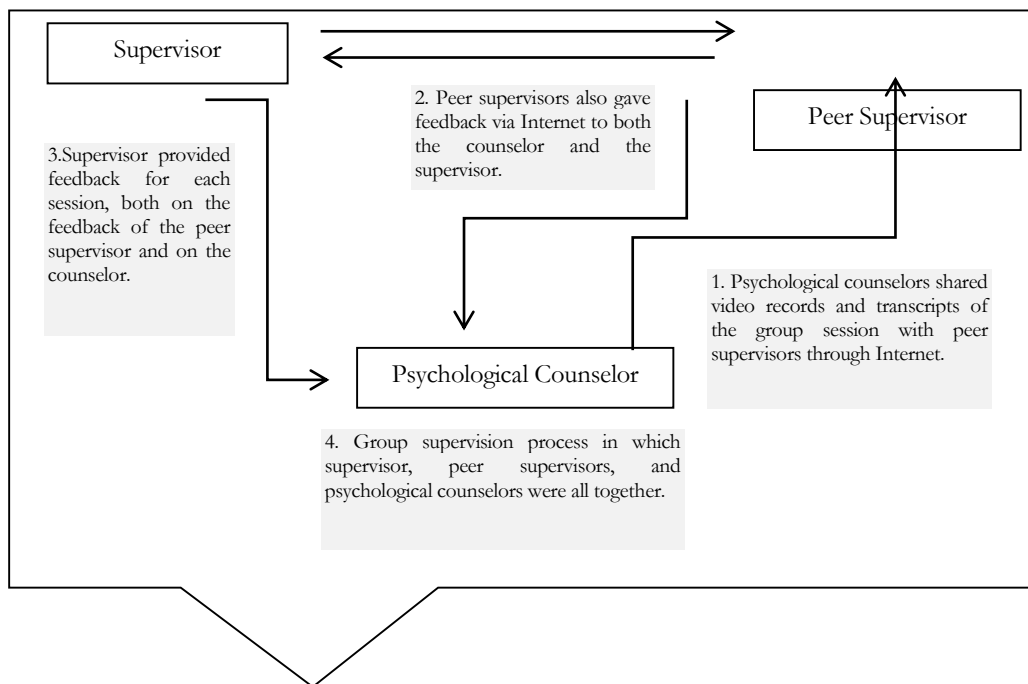 Supervisor
Peer Supervisor
2. Peer supervisors also gave
feedback via Internet to both
the counselor and the
supervisor.
3.Supervisor provided
feedback for each
session, both on the
feedback of the peer
supervisor and on the
counselor.
1. Psychological counselors shared
video records and transcripts of
the group session with peer
supervisors through Internet.
Psychological Counselor
4. Group supervision process in which
supervisor, peer supervisors, and
psychological counselors were all together.